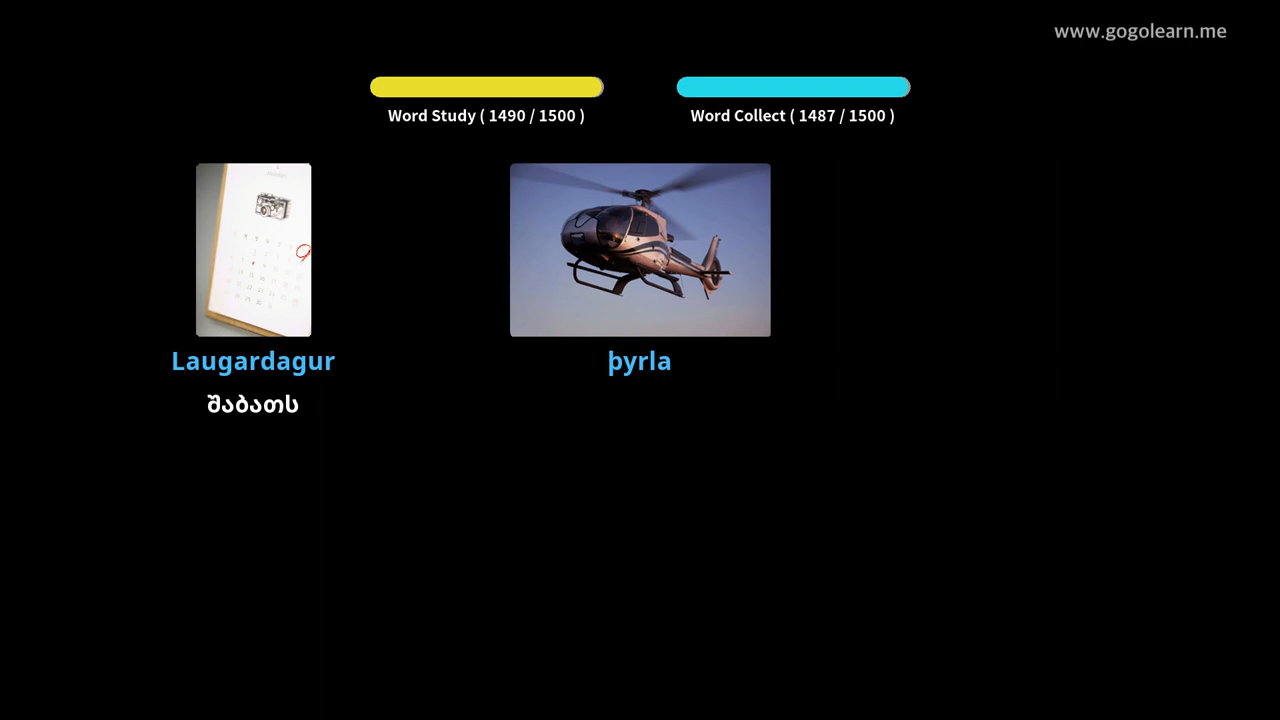 www.gogolearn.me
Word Study ( 1490 / 1500 )
Word Collect ( 1487 / 1500 )
Laugardagur
þyrla
შაბათს